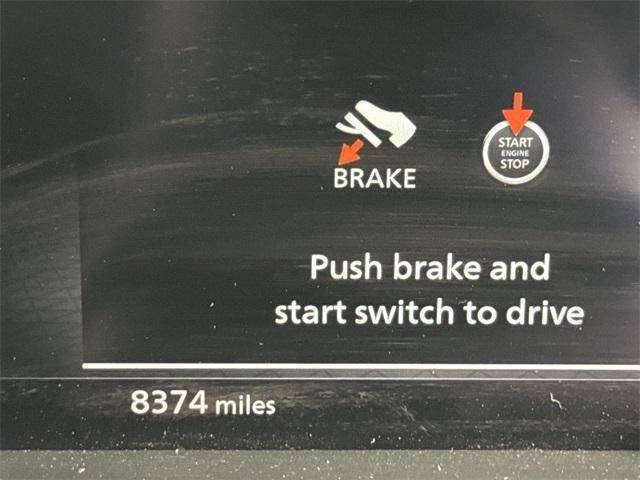 START
ENGINE
STOP
BRAKE
Push brake and
start switch to drive
8374 miles